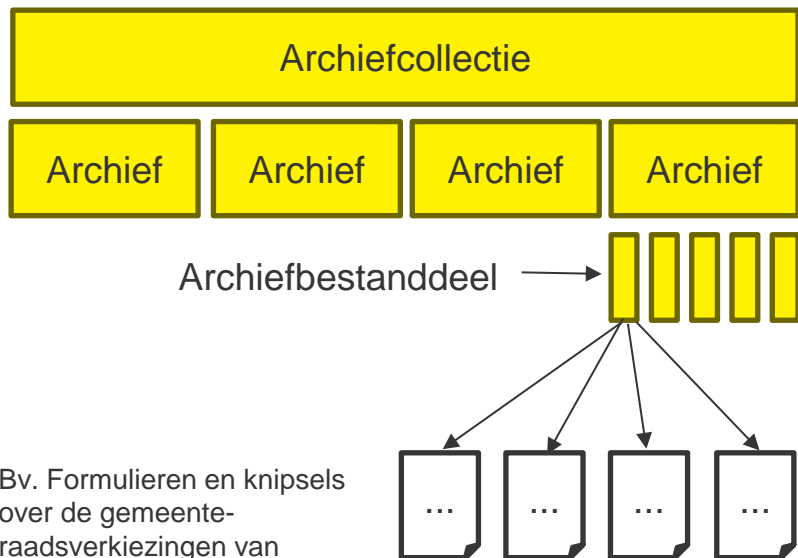 Archiefcollectie
Archief Archief Archief Archief
Archiefbestanddeel
Bv. Formulieren en knipsels
over de gemeente-
raadsverkiezingen van
... ... ... ...